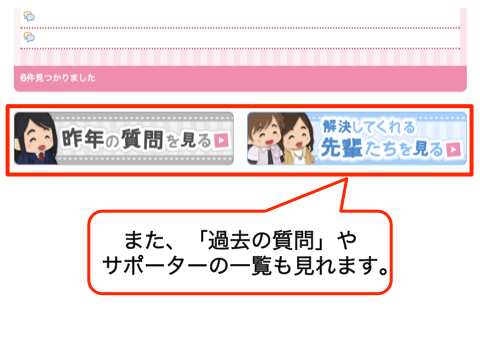 6件見つかりました
昨年の質問を見る
解決してくれる
先輩たちを見る
また、「過去の質問」や
サポーターの一覧も見れます。